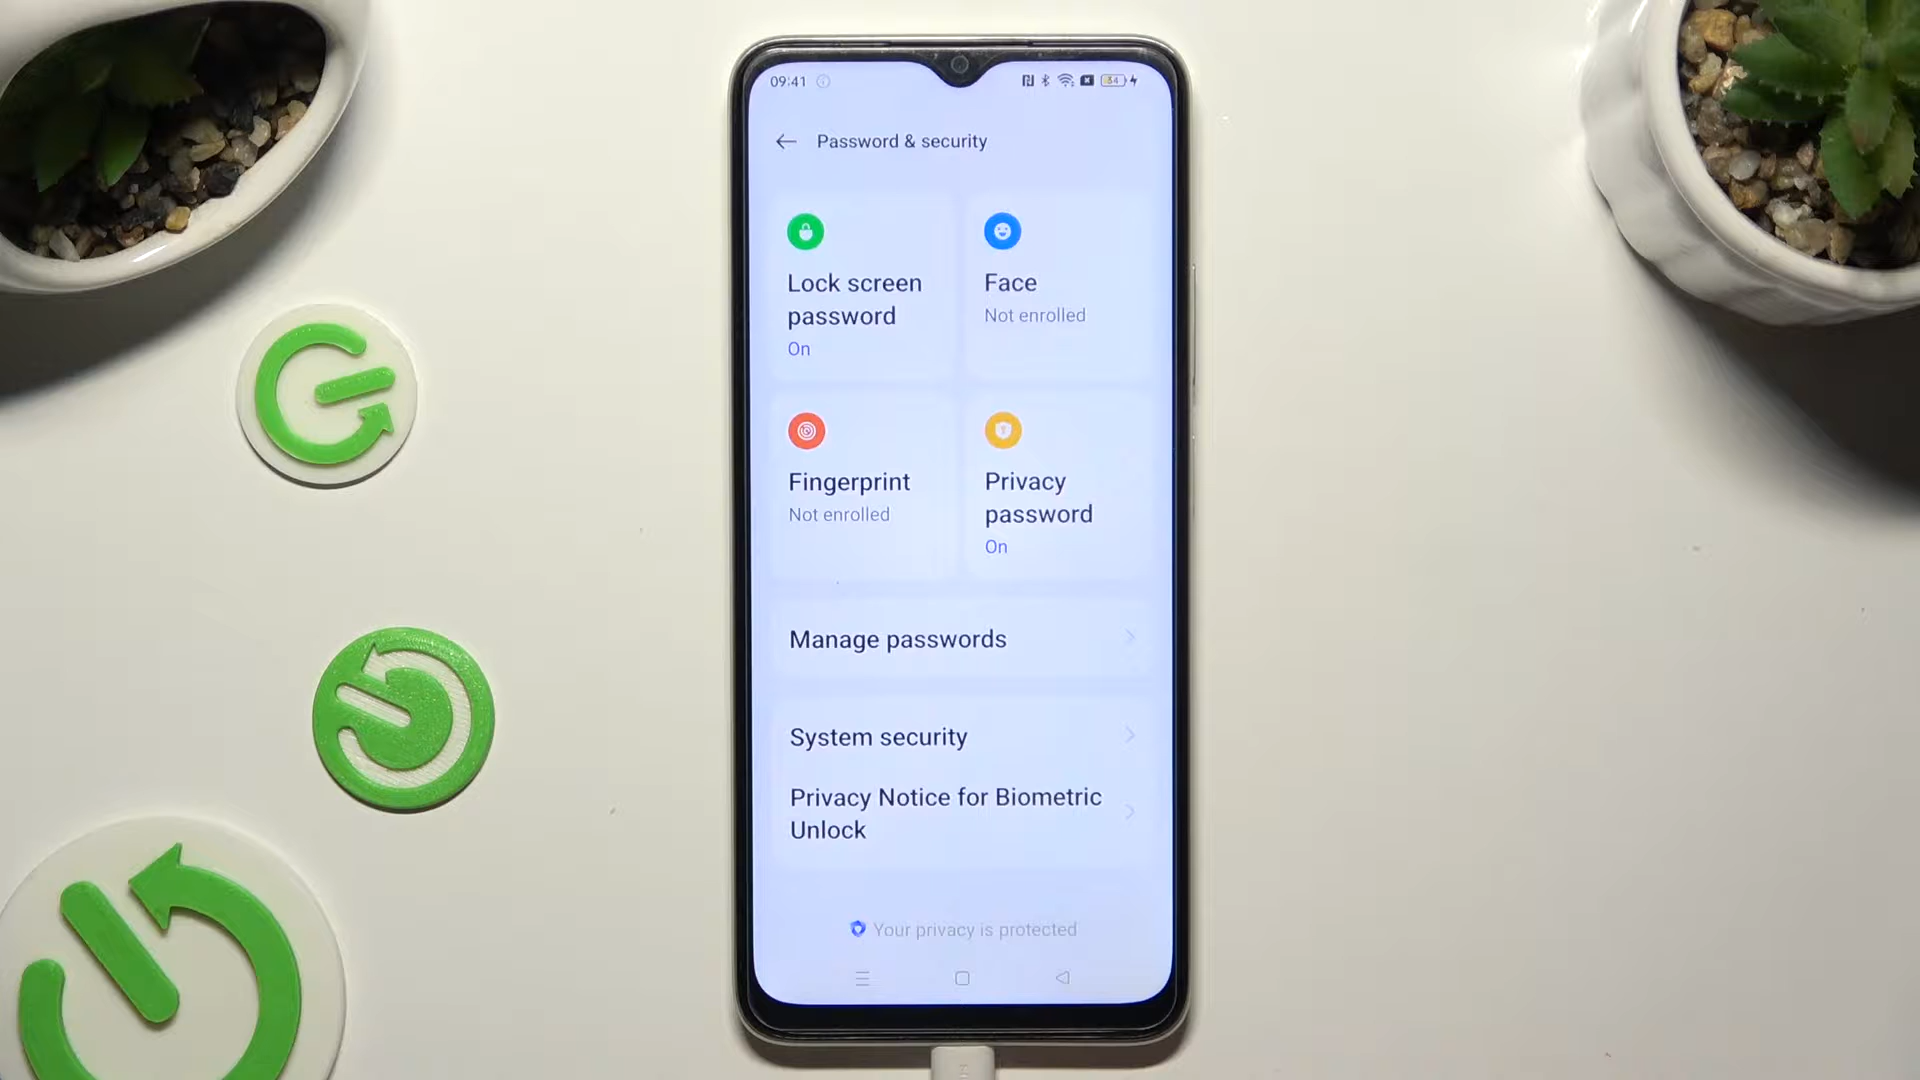 09:41
34
Password & security
Lock screen
password
On
Face
Not enrolled
Fingerprint
Not enrolled
Privacy
password
On
Manage passwords
System security
Privacy Notice for Biometric
Unlock
Your privacy is protected